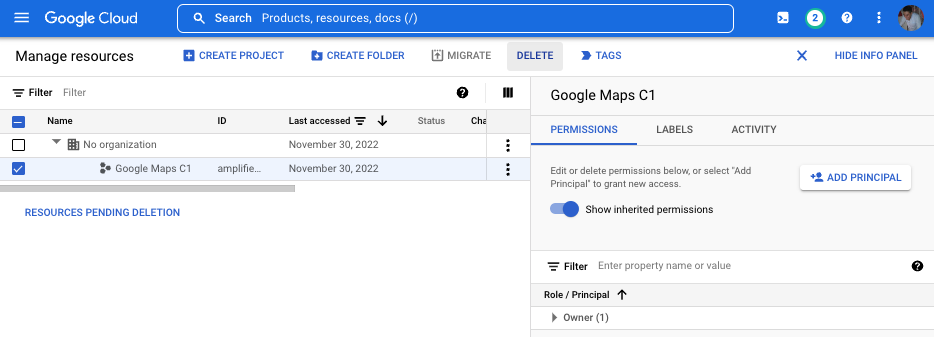 Google Cloud
Search Products, resources, docs (/)
2
Manage resources
CREATE PROJECT
CREATE FOLDER
MIGRATE
DELETE
TAGS
HIDE INFO PANEL
Filter Filter
Name ID Last accessed Status Cha
No organization November 30, 2022
Google Maps C1 amplifie... November 30, 2022
RESOURCES PENDING DELETION
Google Maps C1
PERMISSIONS LABELS ACTIVITY
Edit or delete permissions below, or select "Add
Principal" to grant new access.
ADD PRINCIPAL
Show inherited permissions
Filter Enter property name or value
Role / Principal
Owner (1)